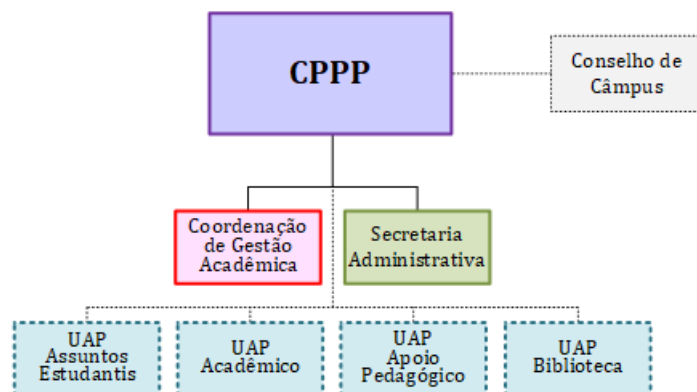 CPPP
Conselho de
Câmpus
Coordenação
de Gestão
Acadêmica
Secretaria
Administrativa
UAP
Assuntos
Estudantis
UAP
Acadêmico
UAP
Apoio
Pedagógico
UAP
Biblioteca